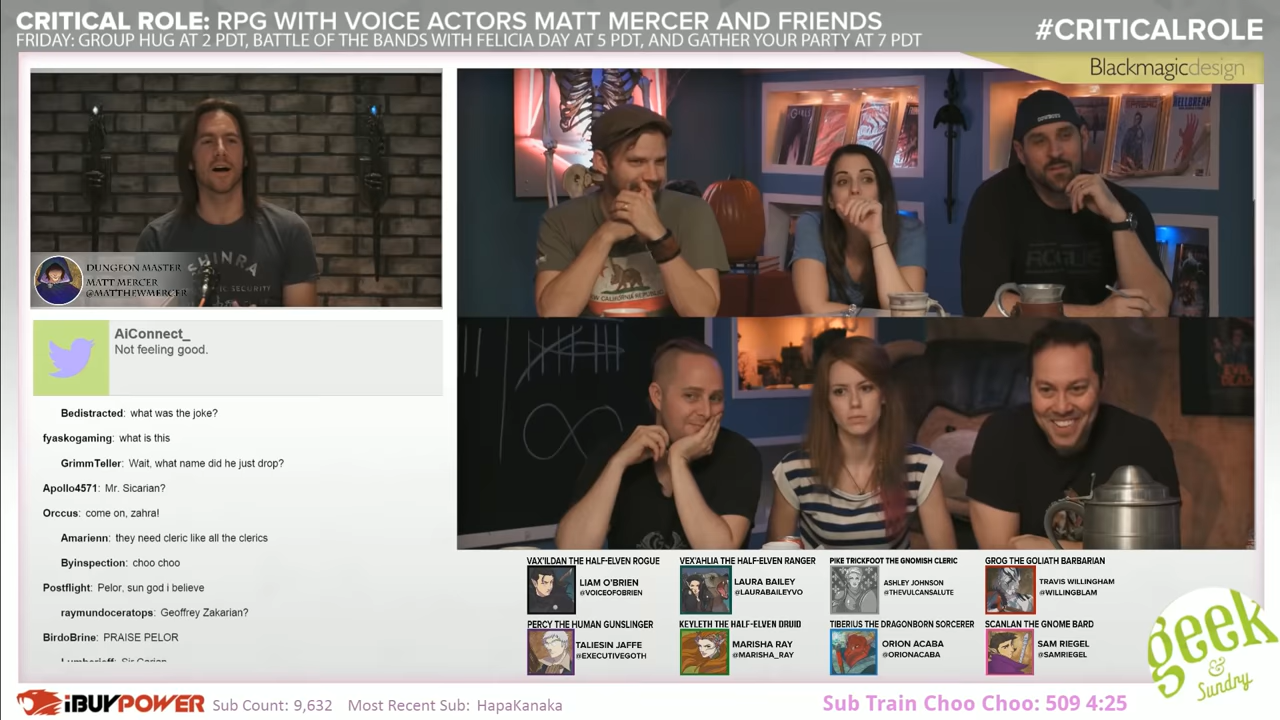 CRITICAL ROLE: RPG WITH VOICE ACTORS MATT MERCER AND FRIENDS
FRIDAY: GROUP HUG AT 2 PDT, BATTLE OF THE BANDS WITH FELICIA DAY AT 5 PDT, AND GATHER YOUR PARTY AT 7 PDT
#CRITICALROLE
Blackmagicdesign
SHINRA
DUNGEON MASTER
MATT MERCER
@MATTHEWMERCER
AiConnect_
Not feeling good.
Bedistracted: what was the joke?
fyaskogaming: what is this
GrimmTeller: Wait, what name did he just drop?
Apollo4571: Mr. Sicarian?
Orccus: come on, zahra!
Amarienn: they need cleric like all the clerics
Byinspection: choo choo
Postflight: Pelor, sun god i believe
raymundoceratops: Geoffrey Zakarian?
BirdoBrine: PRAISE PELOR
CALIFORNIA REPUBLIC
ROGUE
VAX'ILDAN THE HALF-ELVEN ROGUE
LIAM O'BRIEN
@VOICEOFOBRIEN
VEX'AHLIA THE HALF-ELVEN RANGER
LAURA BAILEY
@LAURABAILEYVO
PIKE TRICKFOOT THE GNOMISH CLERIC
ASHLEY JOHNSON
@THEVULCANSALUTE
GROG THE GOLIATH BARBARIAN
TRAVIS WILLINGHAM
@WILLINGBLAM
PERCY THE HUMAN GUNSLINGER
TALIESIN JAFFE
@EXECUTIVEGOTH
KEYLETH THE HALF-ELVEN DRUID
MARISHA RAY
@MARISHA_RAY
TIBERIUS THE DRAGONBORN SORCERER
ORION ACABA
@ORIONACABA
SCANLAN THE GNOME BARD
SAM RIEGEL
@SAMRIEGEL
geek
&
Sundry
iBUYPOWER
Sub Count: 9,632
Most Recent Sub: HapaKanaka
Sub Train Choo Choo: 509 4:25